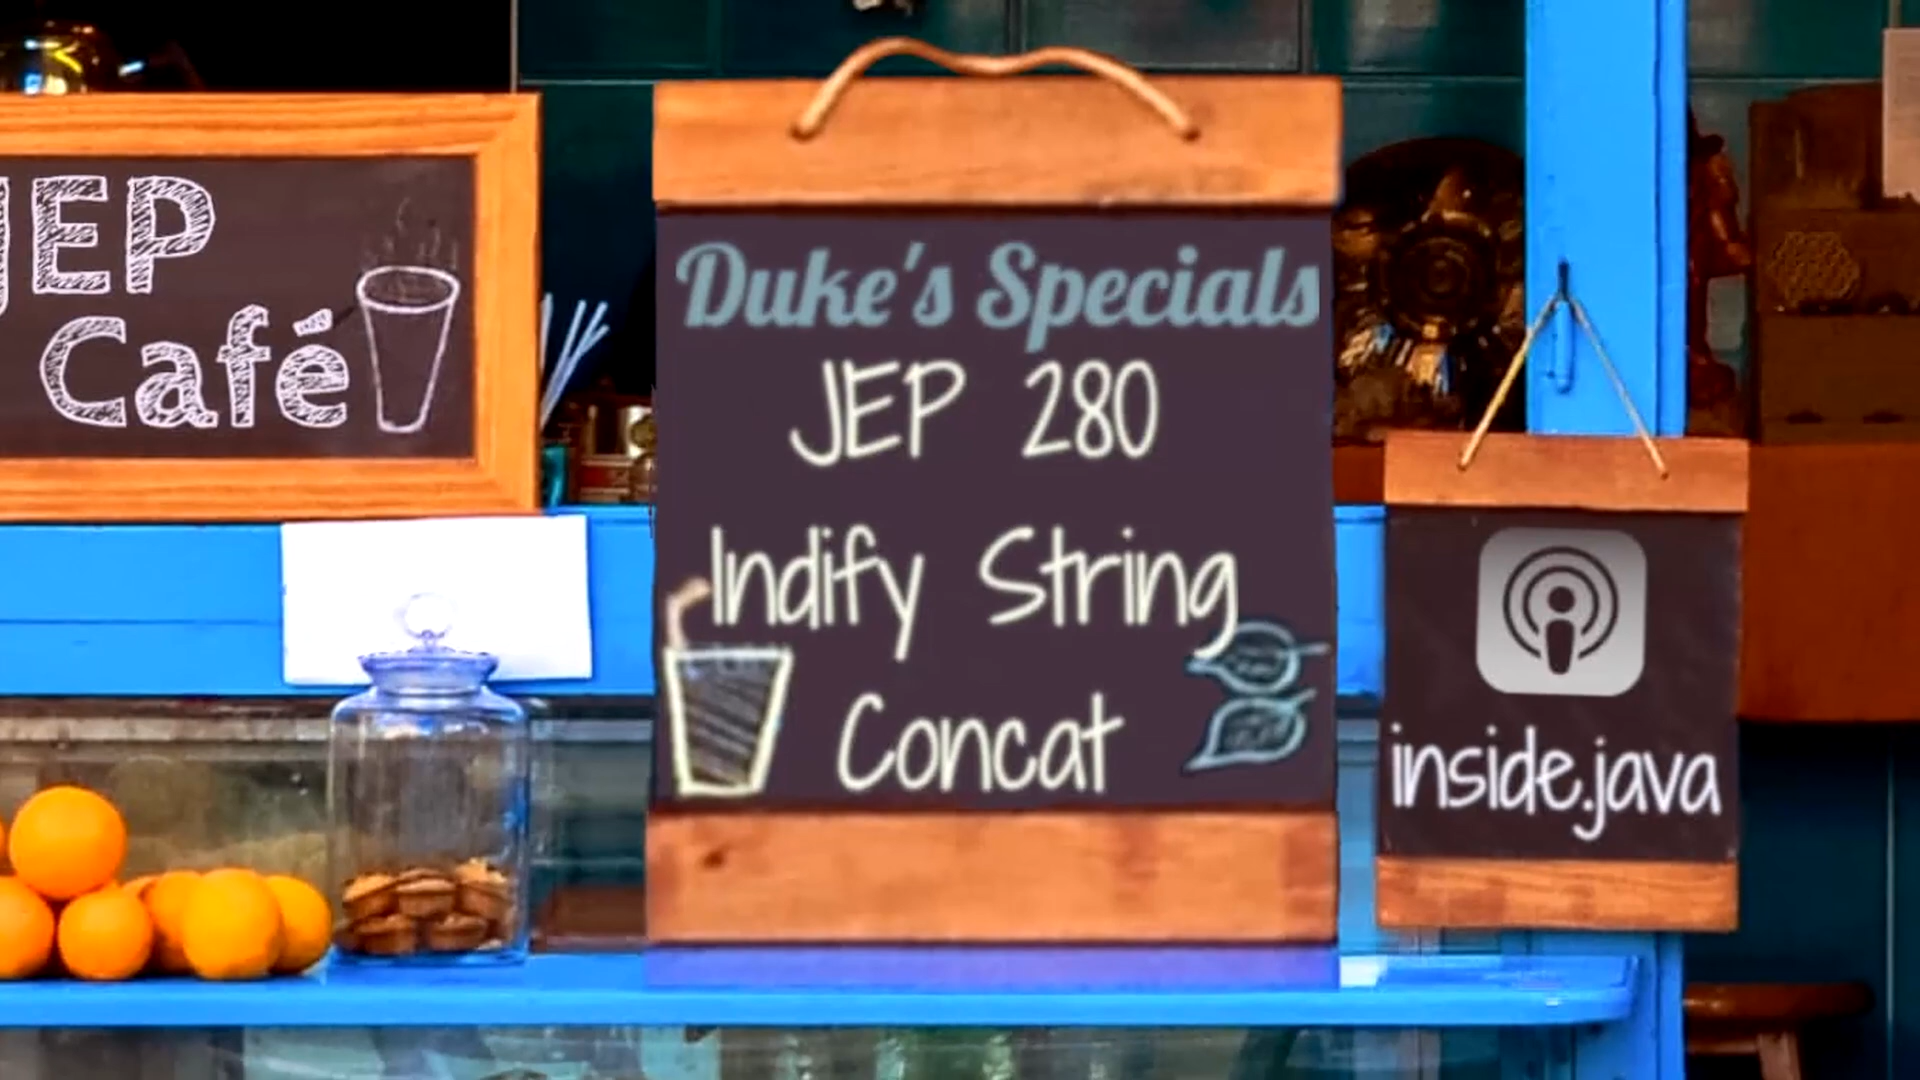 JEP
Café
Duke's Specials
JEP 280
Indify String
Concat
inside.java